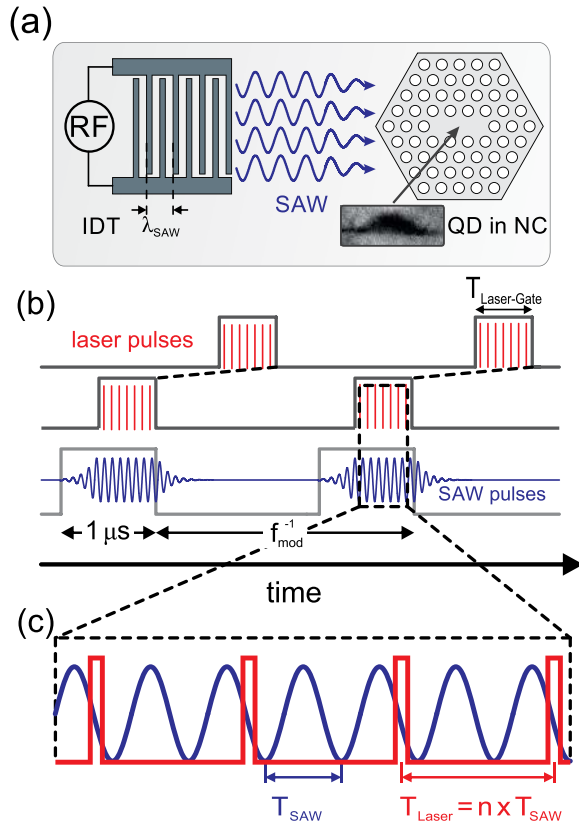 (a)
RF
IDT
λSAW
SAW
QD in NC
(b)
TLaser-Gate
laser pulses
SAW pulses
1 μs
fmod-1
time
(c)
TSAW
TLaser = n x TSAW